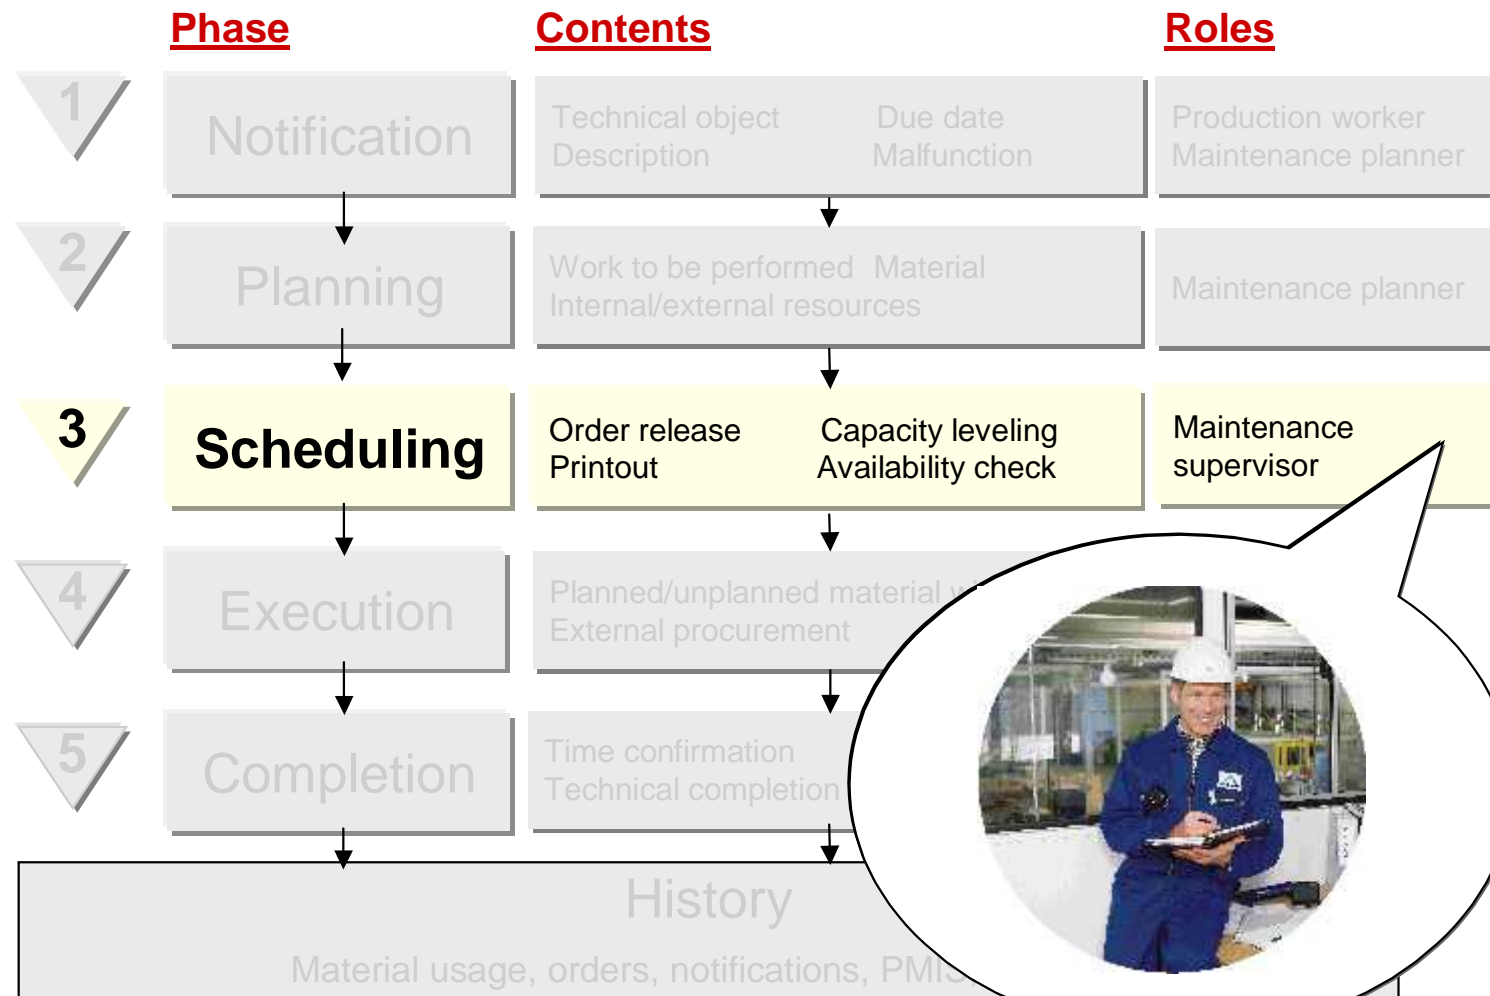 Phase Contents Roles
1 Notification
Technical object Due date
Description Malfunction
Production worker
Maintenance planner
2 Planning
Work to be performed Material
Internal/external resources
Maintenance planner
3 Scheduling
Order release Capacity leveling
Printout Availability check
Maintenance
supervisor
4 Execution
Planned/unplanned material
External procurement
5 Completion
Time confirmation
Technical completion
History
Material usage, orders, notifications, PMIS,